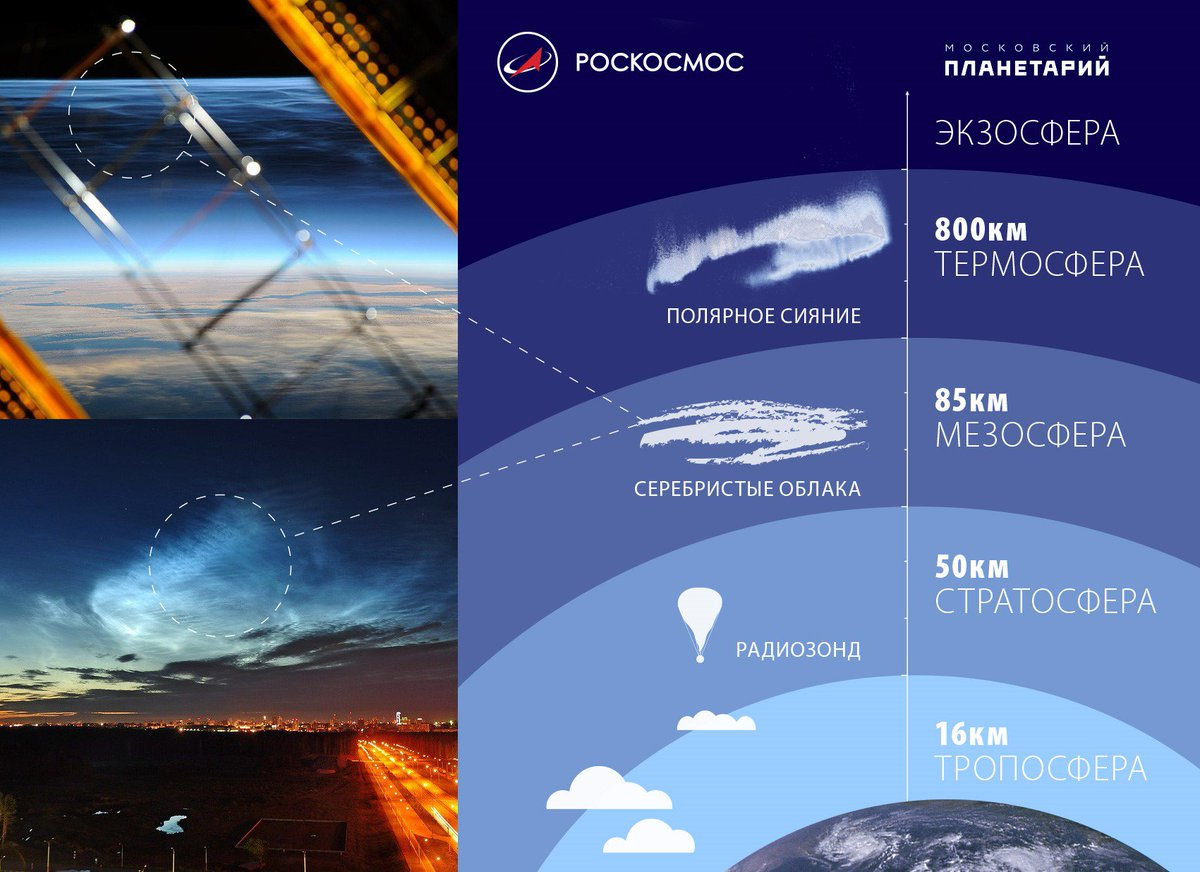 РОСКОСМОС
МОСКОВСКИЙ
ПЛАНЕТАРИЙ
ЭКЗОСФЕРА
800км
ТЕРМОСФЕРА
ПОЛЯРНОЕ СИЯНИЕ
85км
МЕЗОСФЕРА
СЕРЕБРИСТЫЕ ОБЛАКА
50км
СТРАТОСФЕРА
РАДИОЗОНД
16км
ТРОПОСФЕРА